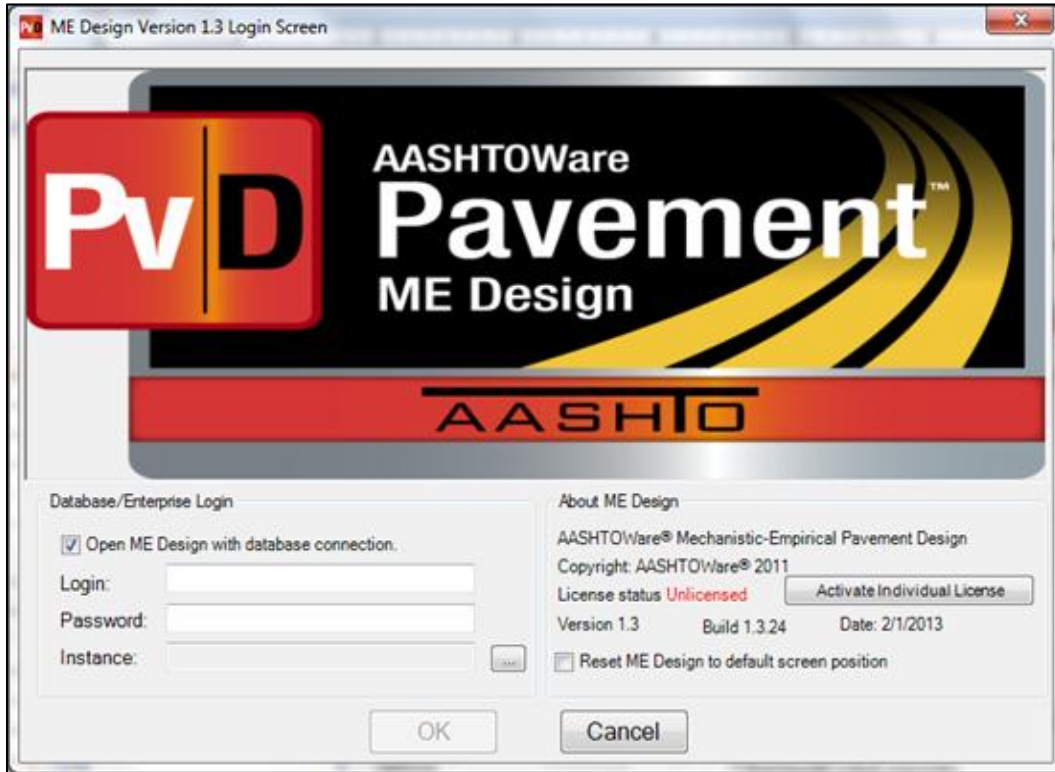 PvD ME Design Version 1.3 Login Screen
PvD
AASHTOWare
Pavement™
ME Design
AASHTO
Database/Enterprise Login
Open ME Design with database connection.
Login:
Password:
Instance:
...
About ME Design
AASHTOWare® Mechanistic-Empirical Pavement Design
Copyright: AASHTOWare® 2011
License status Unlicensed
Activate Individual License
Version 1.3 Build 1.3.24 Date: 2/1/2013
Reset ME Design to default screen position
OK
Cancel